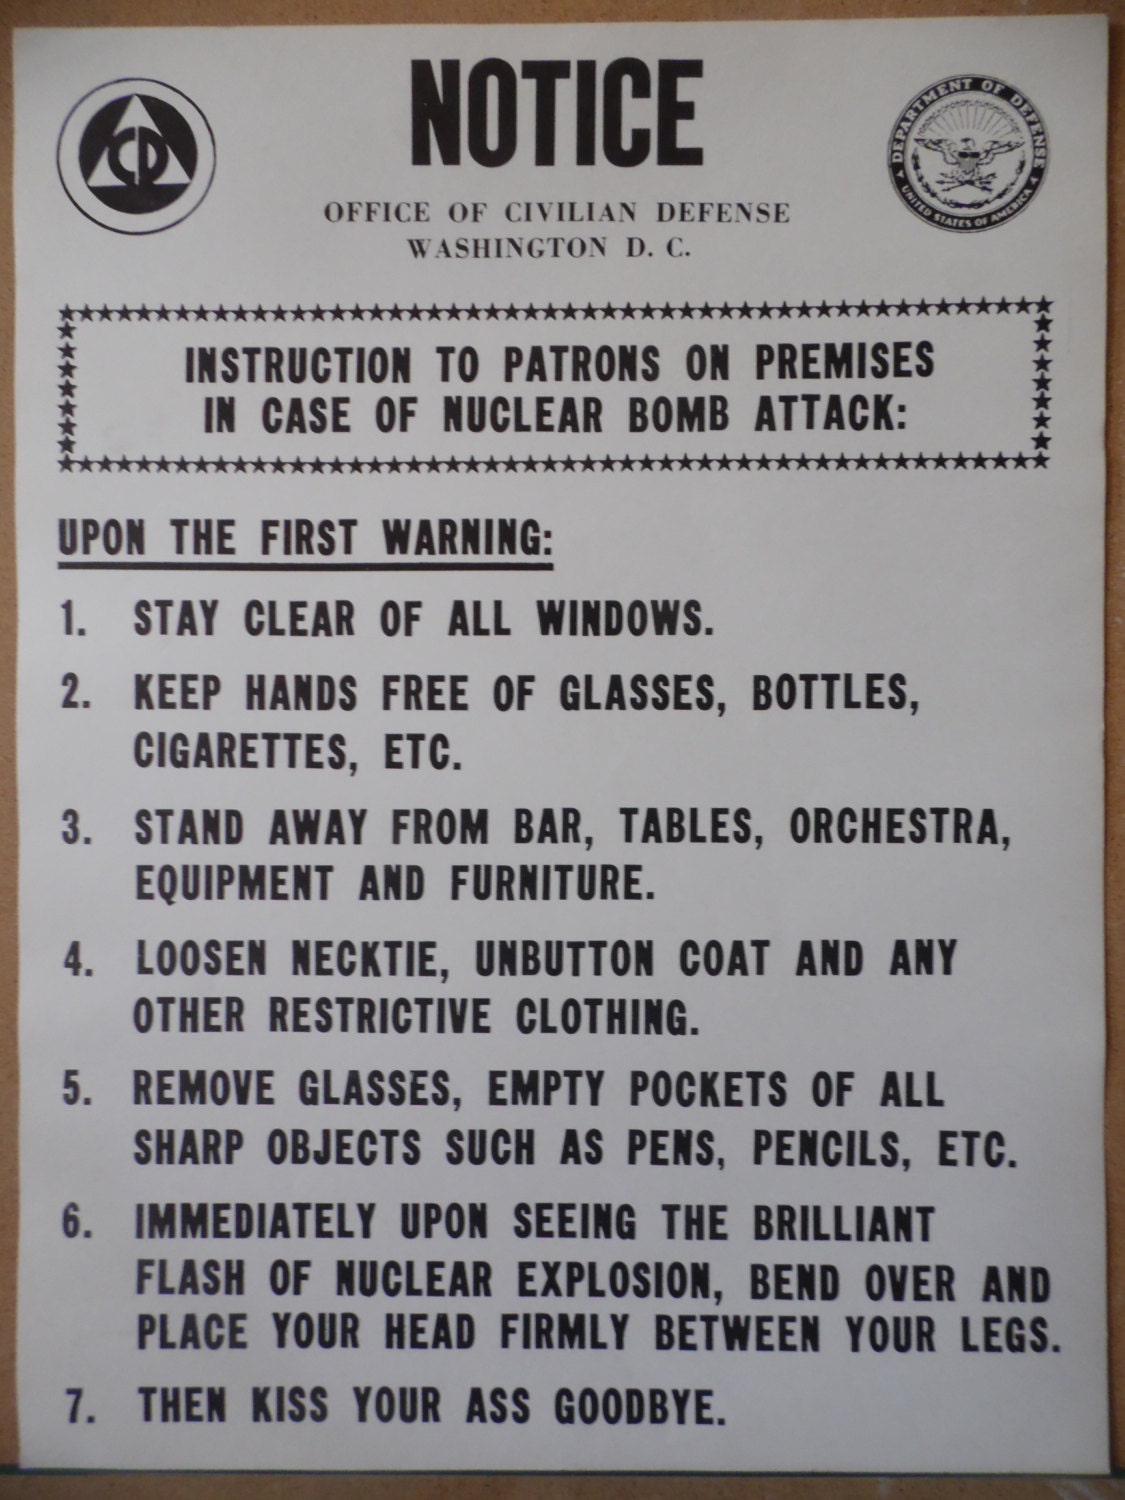 NOTICE
CD
DEPARTMENT OF DEFENSE
UNITED STATES OF AMERICA
OFFICE OF CIVILIAN DEFENSE
WASHINGTON D. C.
INSTRUCTION TO PATRONS ON PREMISES
IN CASE OF NUCLEAR BOMB ATTACK:
UPON THE FIRST WARNING:
1. STAY CLEAR OF ALL WINDOWS.
2. KEEP HANDS FREE OF GLASSES, BOTTLES,
CIGARETTES, ETC.
3. STAND AWAY FROM BAR, TABLES, ORCHESTRA,
EQUIPMENT AND FURNITURE.
4. LOOSEN NECKTIE, UNBUTTON COAT AND ANY
OTHER RESTRICTIVE CLOTHING.
5. REMOVE GLASSES, EMPTY POCKETS OF ALL
SHARP OBJECTS SUCH AS PENS, PENCILS, ETC.
6. IMMEDIATELY UPON SEEING THE BRILLIANT
FLASH OF NUCLEAR EXPLOSION, BEND OVER AND
PLACE YOUR HEAD FIRMLY BETWEEN YOUR LEGS.
7. THEN KISS YOUR ASS GOODBYE.